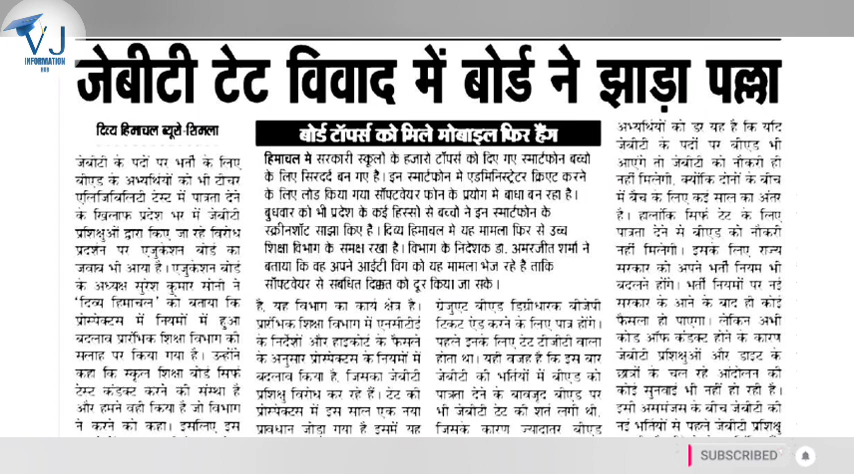 VJ
INFORMATION
HUB
जेबीटी टेट विवाद में बोर्ड ने झाड़ा पल्ला
दिव्य हिमाचल ब्यूरो-शिमला
जेबीटी के पदों पर भर्ती के लिए
बीएड के अभ्यर्थियों को भी टीचर
एलिजिबिलिटी टेस्ट में पात्रता देने
के खिलाफ प्रदेश भर में जेबीटी
प्रशिक्षुओं द्वारा किए जा रहे विरोध
प्रदर्शन पर एजुकेशन बोर्ड का
जवाब भी आया है। एजुकेशन बोर्ड
के अध्यक्ष सुरेश कुमार सोनी ने
'दिव्य हिमाचल' को बताया कि
प्रोस्पेक्टस में नियमों में हुआ
बदलाव प्रारंभिक शिक्षा विभाग की
सलाह पर किया गया है। उन्होंने
कहा कि स्कूल शिक्षा बोर्ड सिर्फ
टेस्ट कंडक्ट करने की संस्था है
और हमने वही किया है जो विभाग
ने करने को कहा। इसलिए इस
बोर्ड टॉपर्स को मिले मोबाइल फिर हैंग
हिमाचल में सरकारी स्कूलों के हजारों टॉपर्स को दिए गए स्मार्टफोन बच्चों
के लिए सिरदर्द बन गए है। इन स्मार्टफोन में एडमिनिस्ट्रेटर क्रिएट करने
के लिए लोड किया गया सॉफ्टवेयर फोन के प्रयोग में बाधा बन रहा है।
बुधवार को भी प्रदेश के कई हिस्सों से बच्चों ने इन स्मार्टफोन के
स्क्रीनशॉट साझा किए है। दिव्य हिमाचल में यह मामला फिर से उच्च
शिक्षा विभाग के समक्ष रखा है। विभाग के निदेशक डा. अमरजीत शर्मा ने
बताया कि वह अपने आईटी विंग को यह मामला भेज रहे है ताकि
सॉफ्टवेयर से संबंधित दिक्कत को दूर किया जा सके।
है, यह विभाग का कार्य क्षेत्र है।
प्रारंभिक शिक्षा विभाग में एनसीटीई
के निर्देशों और हाईकोर्ट के फैसले
के अनुसार प्रोस्पेक्टस के नियमों में
बदलाव किया है, जिसका जेबीटी
प्रशिक्षु विरोध कर रहे हैं। टेट की
प्रोस्पेक्टस में इस साल एक नया
प्रावधान जोड़ा गया है इसमें यह
ग्रेजुएट बीएड डिग्रीधारक बीजेपी
टिकट एंड करने के लिए पात्र होंगे।
पहले इनके लिए टेट टीजीटी वाला
होता था। यही वजह है कि इस बार
जेबीटी की भर्तियों में बीएड को
पात्रता देने के बावजूद बीएड पर
भी जेबीटी टेट की शर्त लगी थी,
जिसके कारण ज्यादातर बीएड
अभ्यर्थियों को डर यह है कि यदि
जेबीटी के पदों पर बीएड भी
आएंगे तो जेबीटी को नौकरी ही
नहीं मिलेगी, क्योंकि दोनों के बीच
में बैच के लिए कई साल का अंतर
है। हालांकि सिर्फ टेट के लिए
पात्रता देने से बीएड को नौकरी
नहीं मिलेगी। इसके लिए राज्य
सरकार को अपने भर्ती नियम भी
बदलने होंगे। भर्ती नियमों पर नई
सरकार के आने के बाद ही कोई
फैसला हो पाएगा। लेकिन अभी
कोड ऑफ कंडक्ट होने के कारण
जेबीटी प्रशिक्षुओं और डाइट के
छात्रों के चल रहे आंदोलन की
कोई सुनवाई भी नहीं हो रही है।
इसी असमंजस के बीच जेबीटी की
नई भर्तियों से पहले जेबीटी प्रशिक्षु
SUBSCRIBED